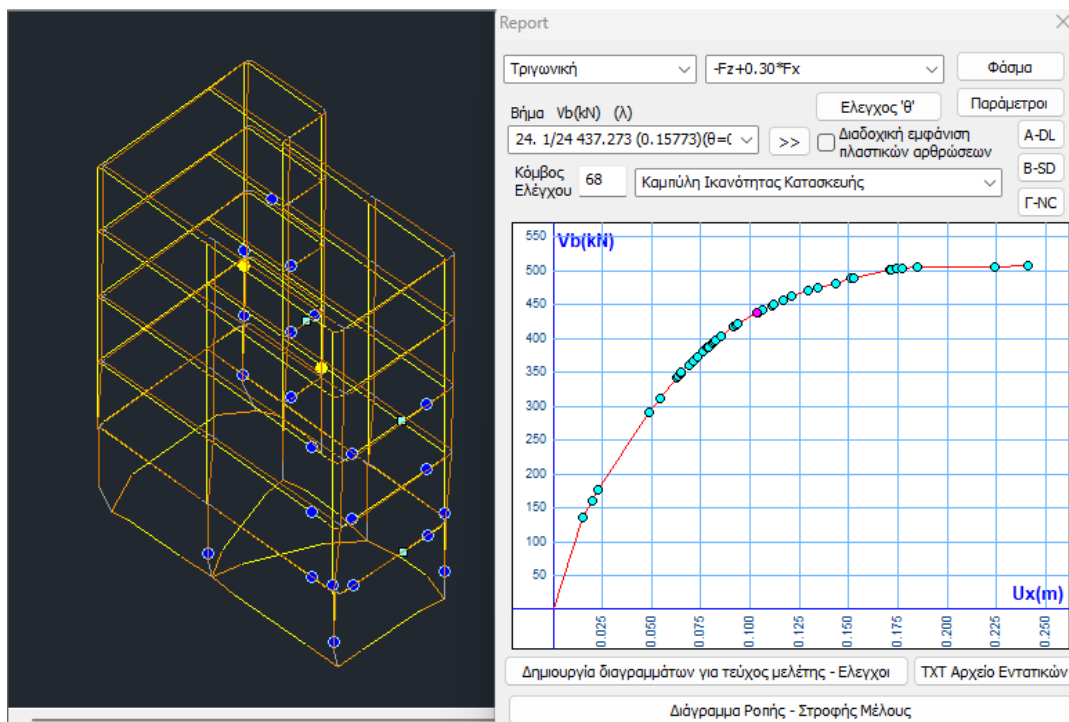 Report
Τριγωνική
-Fz+0.30*Fx
Φάσμα
Βήμα Vb(kN) (λ)
Ελεγχος 'θ'
Παράμετροι
24. 1/24 437.273 (0.15773)(θ=0
>>
Διαδοχική εμφάνιση
πλαστικών αρθρώσεων
A-DL
B-SD
Γ-NC
Κόμβος
Ελέγχου
68
Καμπύλη Ικανότητας Κατασκευής
Vb(kN)
550
500
450
400
350
300
250
200
150
100
50
Ux(m)
0.025
0.050
0.075
0.100
0.125
0.150
0.175
0.200
0.225
0.250
Δημιουργία διαγραμμάτων για τεύχος μελέτης - Ελεγχοι
TXT Αρχείο Εντατικών
Διάγραμμα Ροπής - Στροφής Μέλους